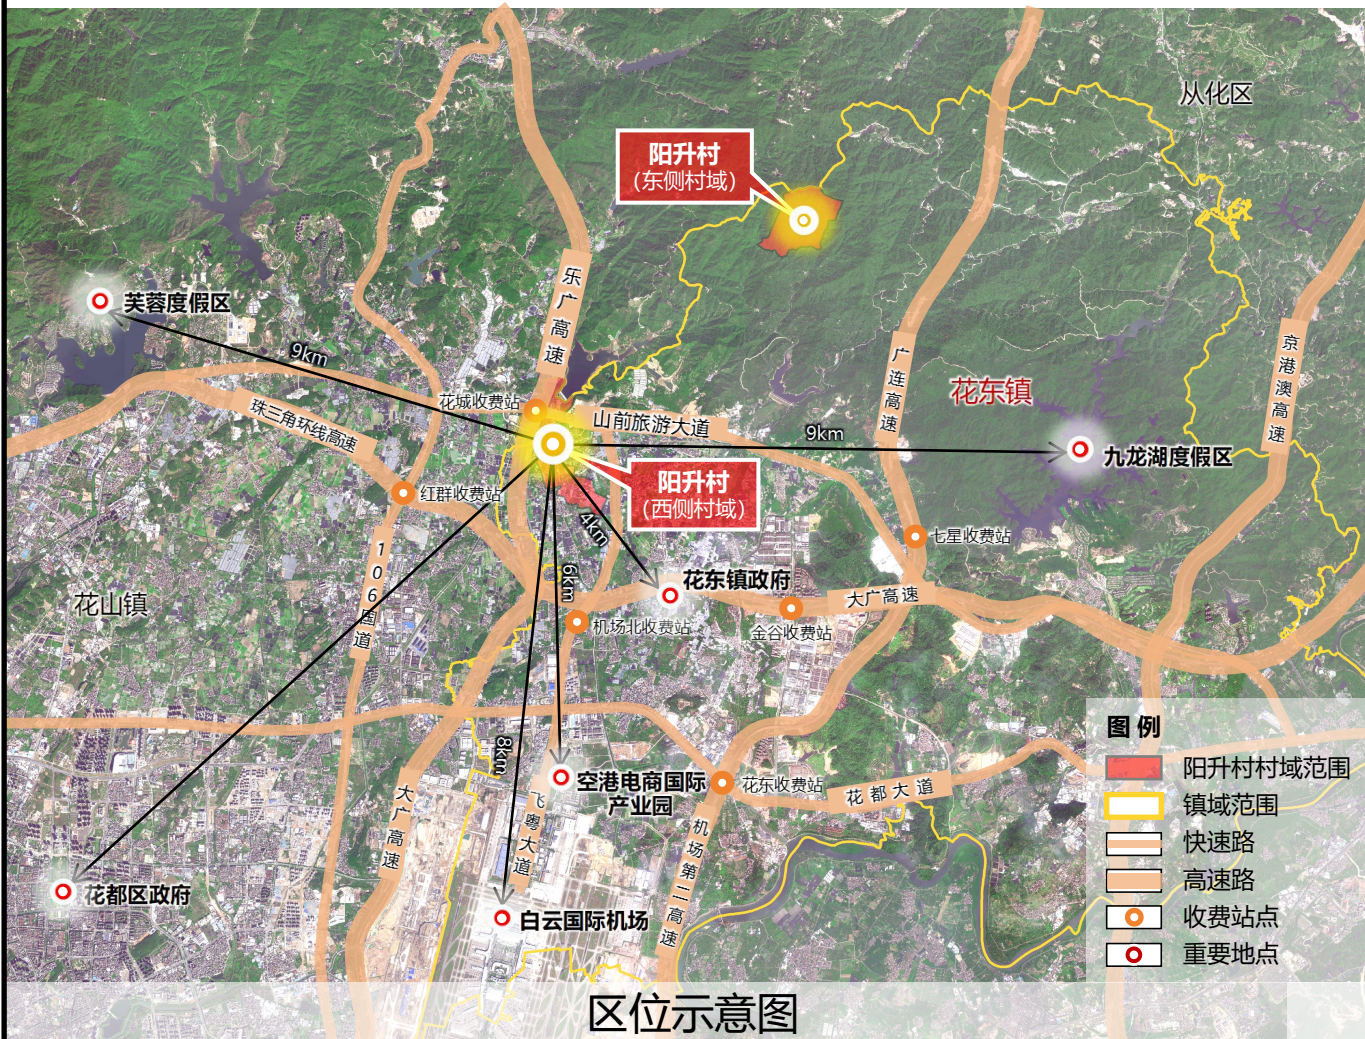 从化区
阳升村
（东侧村域）
乐广高速
芙蓉度假区
9km
花城收费站
山前旅游大道
9km
广连高速
花东镇
京港澳高速
九龙湖度假区
珠三角环线高速
红群收费站
阳升村
（西侧村域）
4km
七星收费站
106国道
6km
花东镇政府
大广高速
花山镇
机场北收费站
金谷收费站
8km
空港电商国际
产业园
花东收费站
花都大道
大广高速
飞粤大道
机场第二高速
花都区政府
白云国际机场
图例
阳升村村域范围
镇域范围
快速路
高速路
收费站点
重要地点
区位示意图